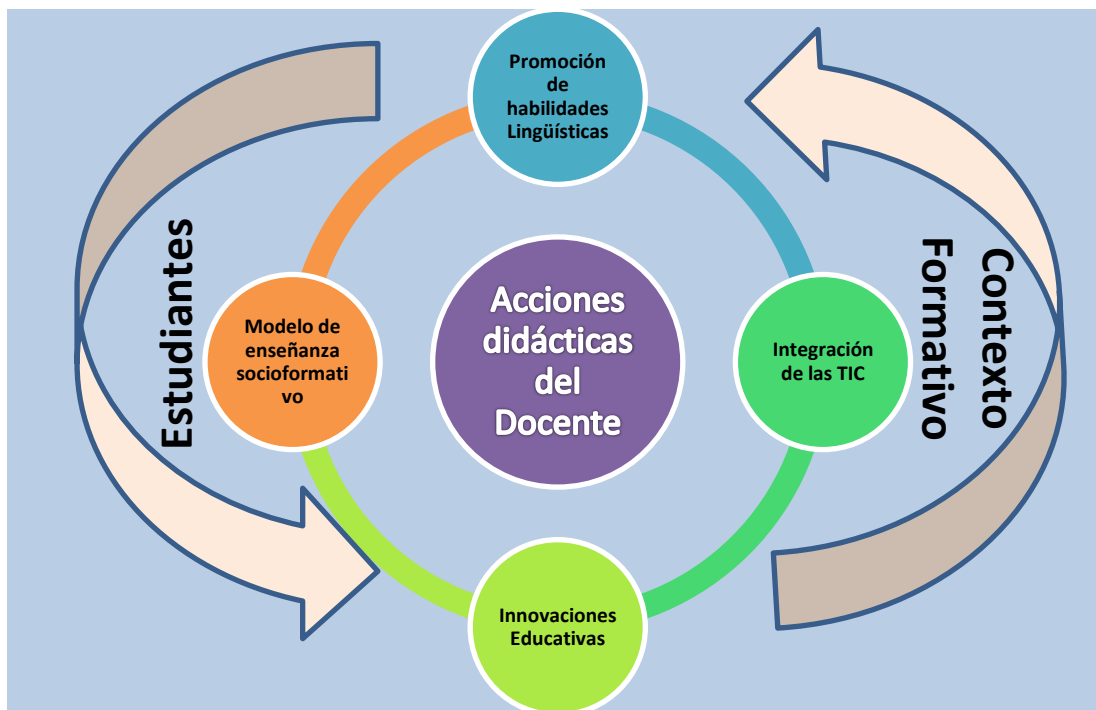 Promoción
de
habilidades
Lingüísticas
Estudiantes
Modelo de
enseñanza
socioformati
vo
Acciones
didácticas
del
Docente
Integración
de las TIC
Contexto
Formativo
Innovaciones
Educativas